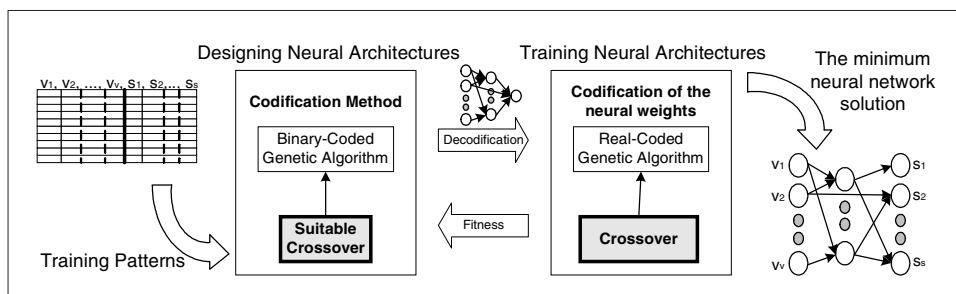 Designing Neural Architectures
Training Neural Architectures
The minimum
neural network
solution
V1, V2, ...., Vv, S1, S2,..., Ss
Training Patterns
Codification Method
Binary-Coded
Genetic Algorithm
Suitable
Crossover
Decodification
Fitness
Codification of the
neural weights
Real-Coded
Genetic Algorithm
Crossover
V1
V2
Vv
S1
S2
Ss